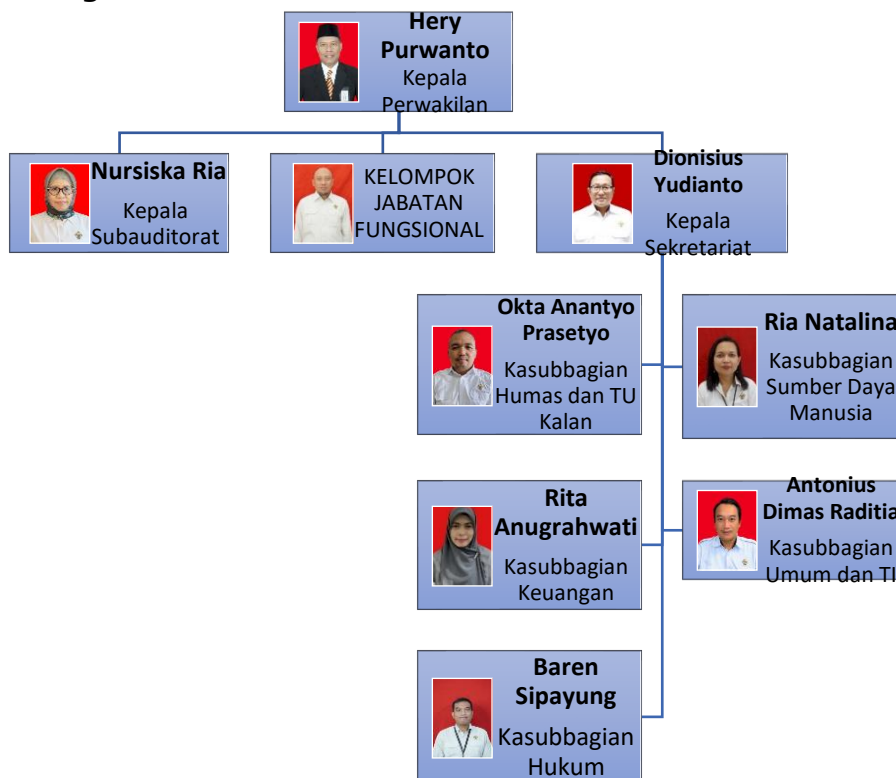 Hery
Purwanto
Kepala
Perwakilan
Nursiska Ria
Kepala
Subauditorat
KELOMPOK
JABATAN
FUNGSIONAL
Dionisius
Yudianto
Kepala
Sekretariat
Okta Anantyo
Prasetyo
Kasubbagian
Humas dan TU
Kalan
Ria Natalina
Kasubbagian
Sumber Daya
Manusia
Rita
Anugrahwati
Kasubbagian
Keuangan
Antonius
Dimas Raditia
Kasubbagian
Umum dan TI
Baren
Sipayung
Kasubbagian
Hukum